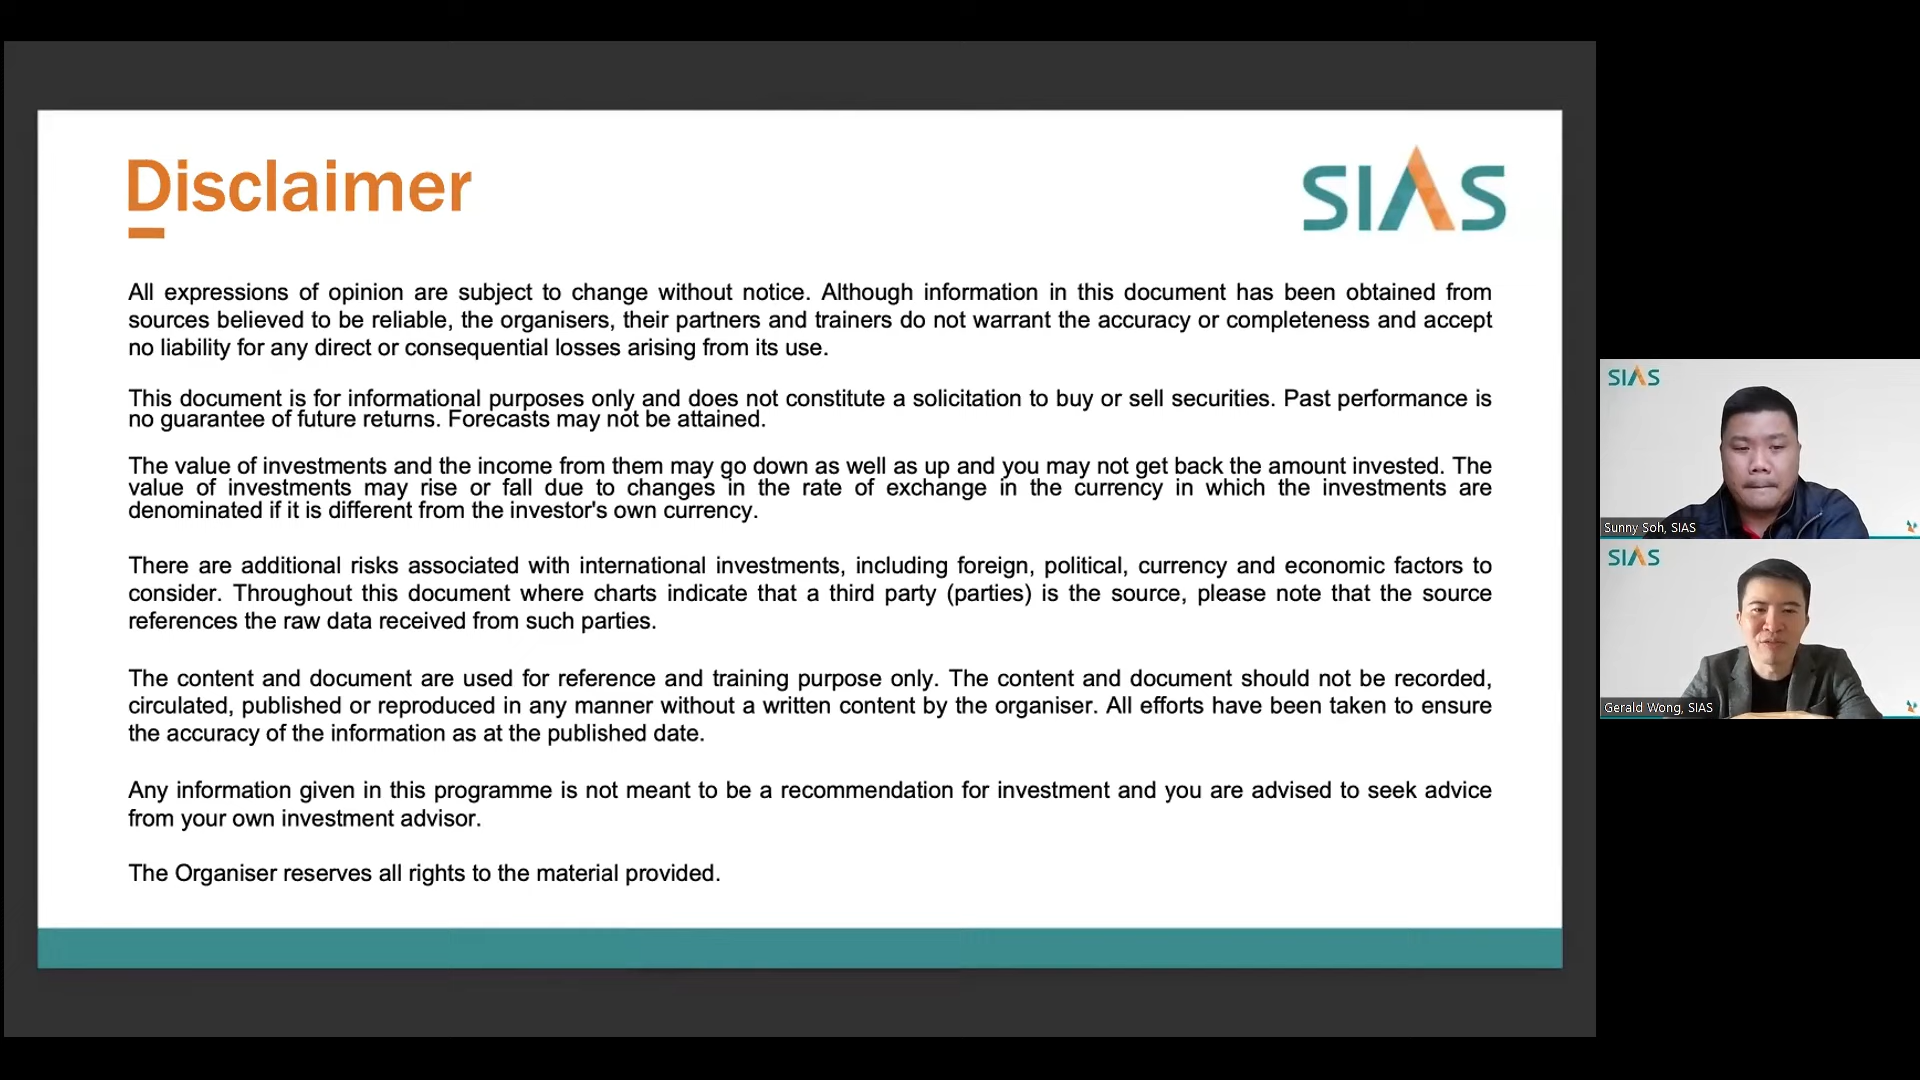 Disclaimer
SIAS
All expressions of opinion are subject to change without notice. Although information in this document has been obtained from
sources believed to be reliable, the organisers, their partners and trainers do not warrant the accuracy or completeness and accept
no liability for any direct or consequential losses arising from its use.
This document is for informational purposes only and does not constitute a solicitation to buy or sell securities. Past performance is
no guarantee of future returns. Forecasts may not be attained.
The value of investments and the income from them may go down as well as up and you may not get back the amount invested. The
value of investments may rise or fall due to changes in the rate of exchange in the currency in which the investments are
denominated if it is different from the investor's own currency.
There are additional risks associated with international investments, including foreign, political, currency and economic factors to
consider. Throughout this document where charts indicate that a third party (parties) is the source, please note that the source
references the raw data received from such parties.
The content and document are used for reference and training purpose only. The content and document should not be recorded,
circulated, published or reproduced in any manner without a written content by the organiser. All efforts have been taken to ensure
the accuracy of the information as at the published date.
Any information given in this programme is not meant to be a recommendation for investment and you are advised to seek advice
from your own investment advisor.
The Organiser reserves all rights to the material provided.
SIAS
Sunny Soh, SIAS
SIAS
Gerald Wong, SIAS